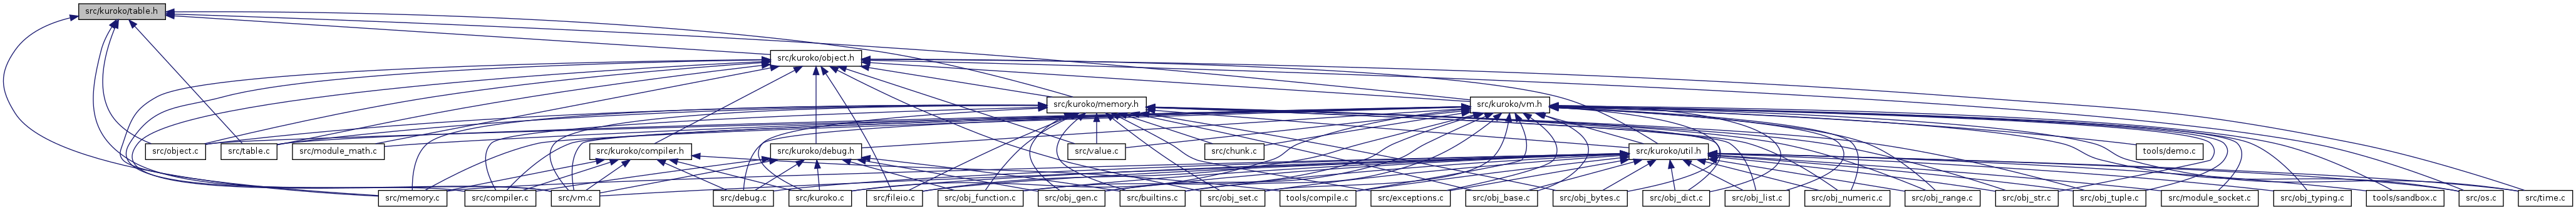 src/kuroko/table.h
src/kuroko/object.h
src/kuroko/memory.h
src/kuroko/vm.h
src/object.c
src/table.c
src/module_math.c
src/kuroko/compiler.h
src/kuroko/debug.h
src/value.c
src/chunk.c
src/kuroko/util.h
tools/demo.c
src/memory.c
src/compiler.c
src/vm.c
src/debug.c
src/kuroko.c
src/fileio.c
src/obj_function.c
src/obj_gen.c
src/builtins.c
src/obj_set.c
tools/compile.c
src/exceptions.c
src/obj_base.c
src/obj_bytes.c
src/obj_dict.c
src/obj_list.c
src/obj_numeric.c
src/obj_range.c
src/obj_str.c
src/obj_tuple.c
src/module_socket.c
src/obj_typing.c
tools/sandbox.c
src/os.c
src/time.c